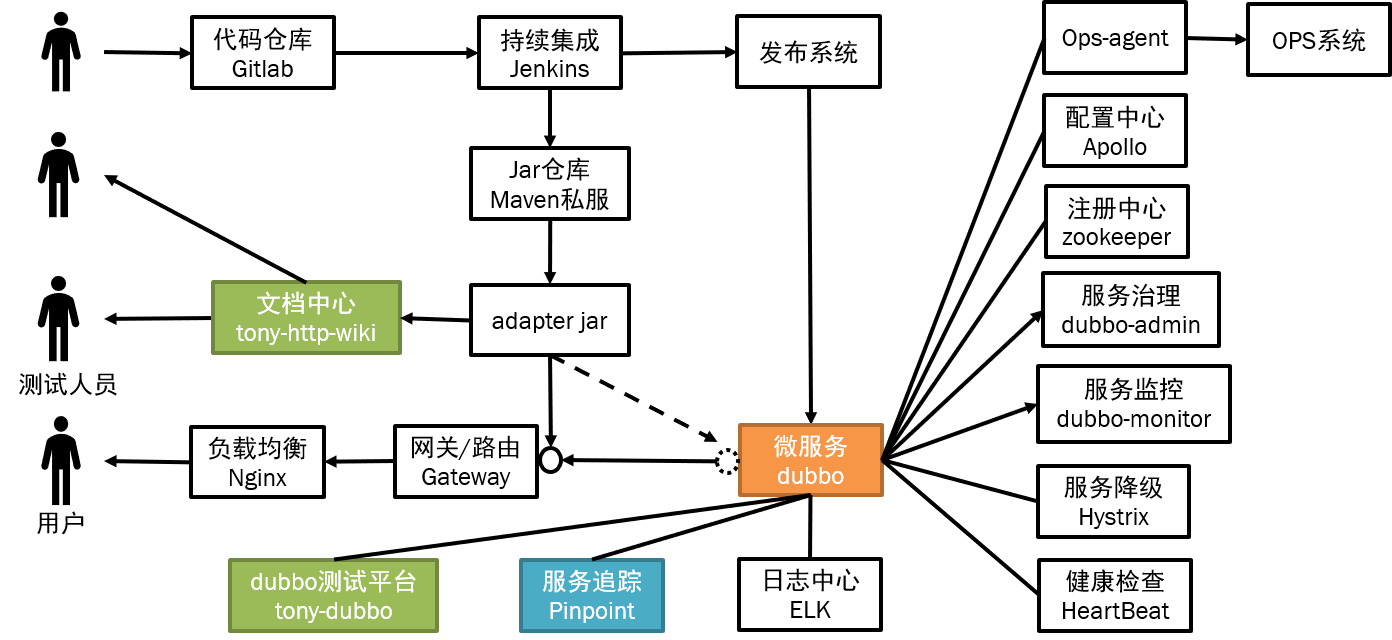 代码仓库
Gitlab
持续集成
Jenkins
发布系统
Ops-agent
OPS系统
配置中心
Apollo
Jar仓库
Maven私服
注册中心
zookeeper
文档中心
tony-http-wiki
adapter jar
服务治理
dubbo-admin
测试人员
服务监控
dubbo-monitor
负载均衡
Nginx
网关/路由
Gateway
微服务
dubbo
用户
服务降级
Hystrix
dubbo测试平台
tony-dubbo
服务追踪
Pinpoint
日志中心
ELK
健康检查
HeartBeat